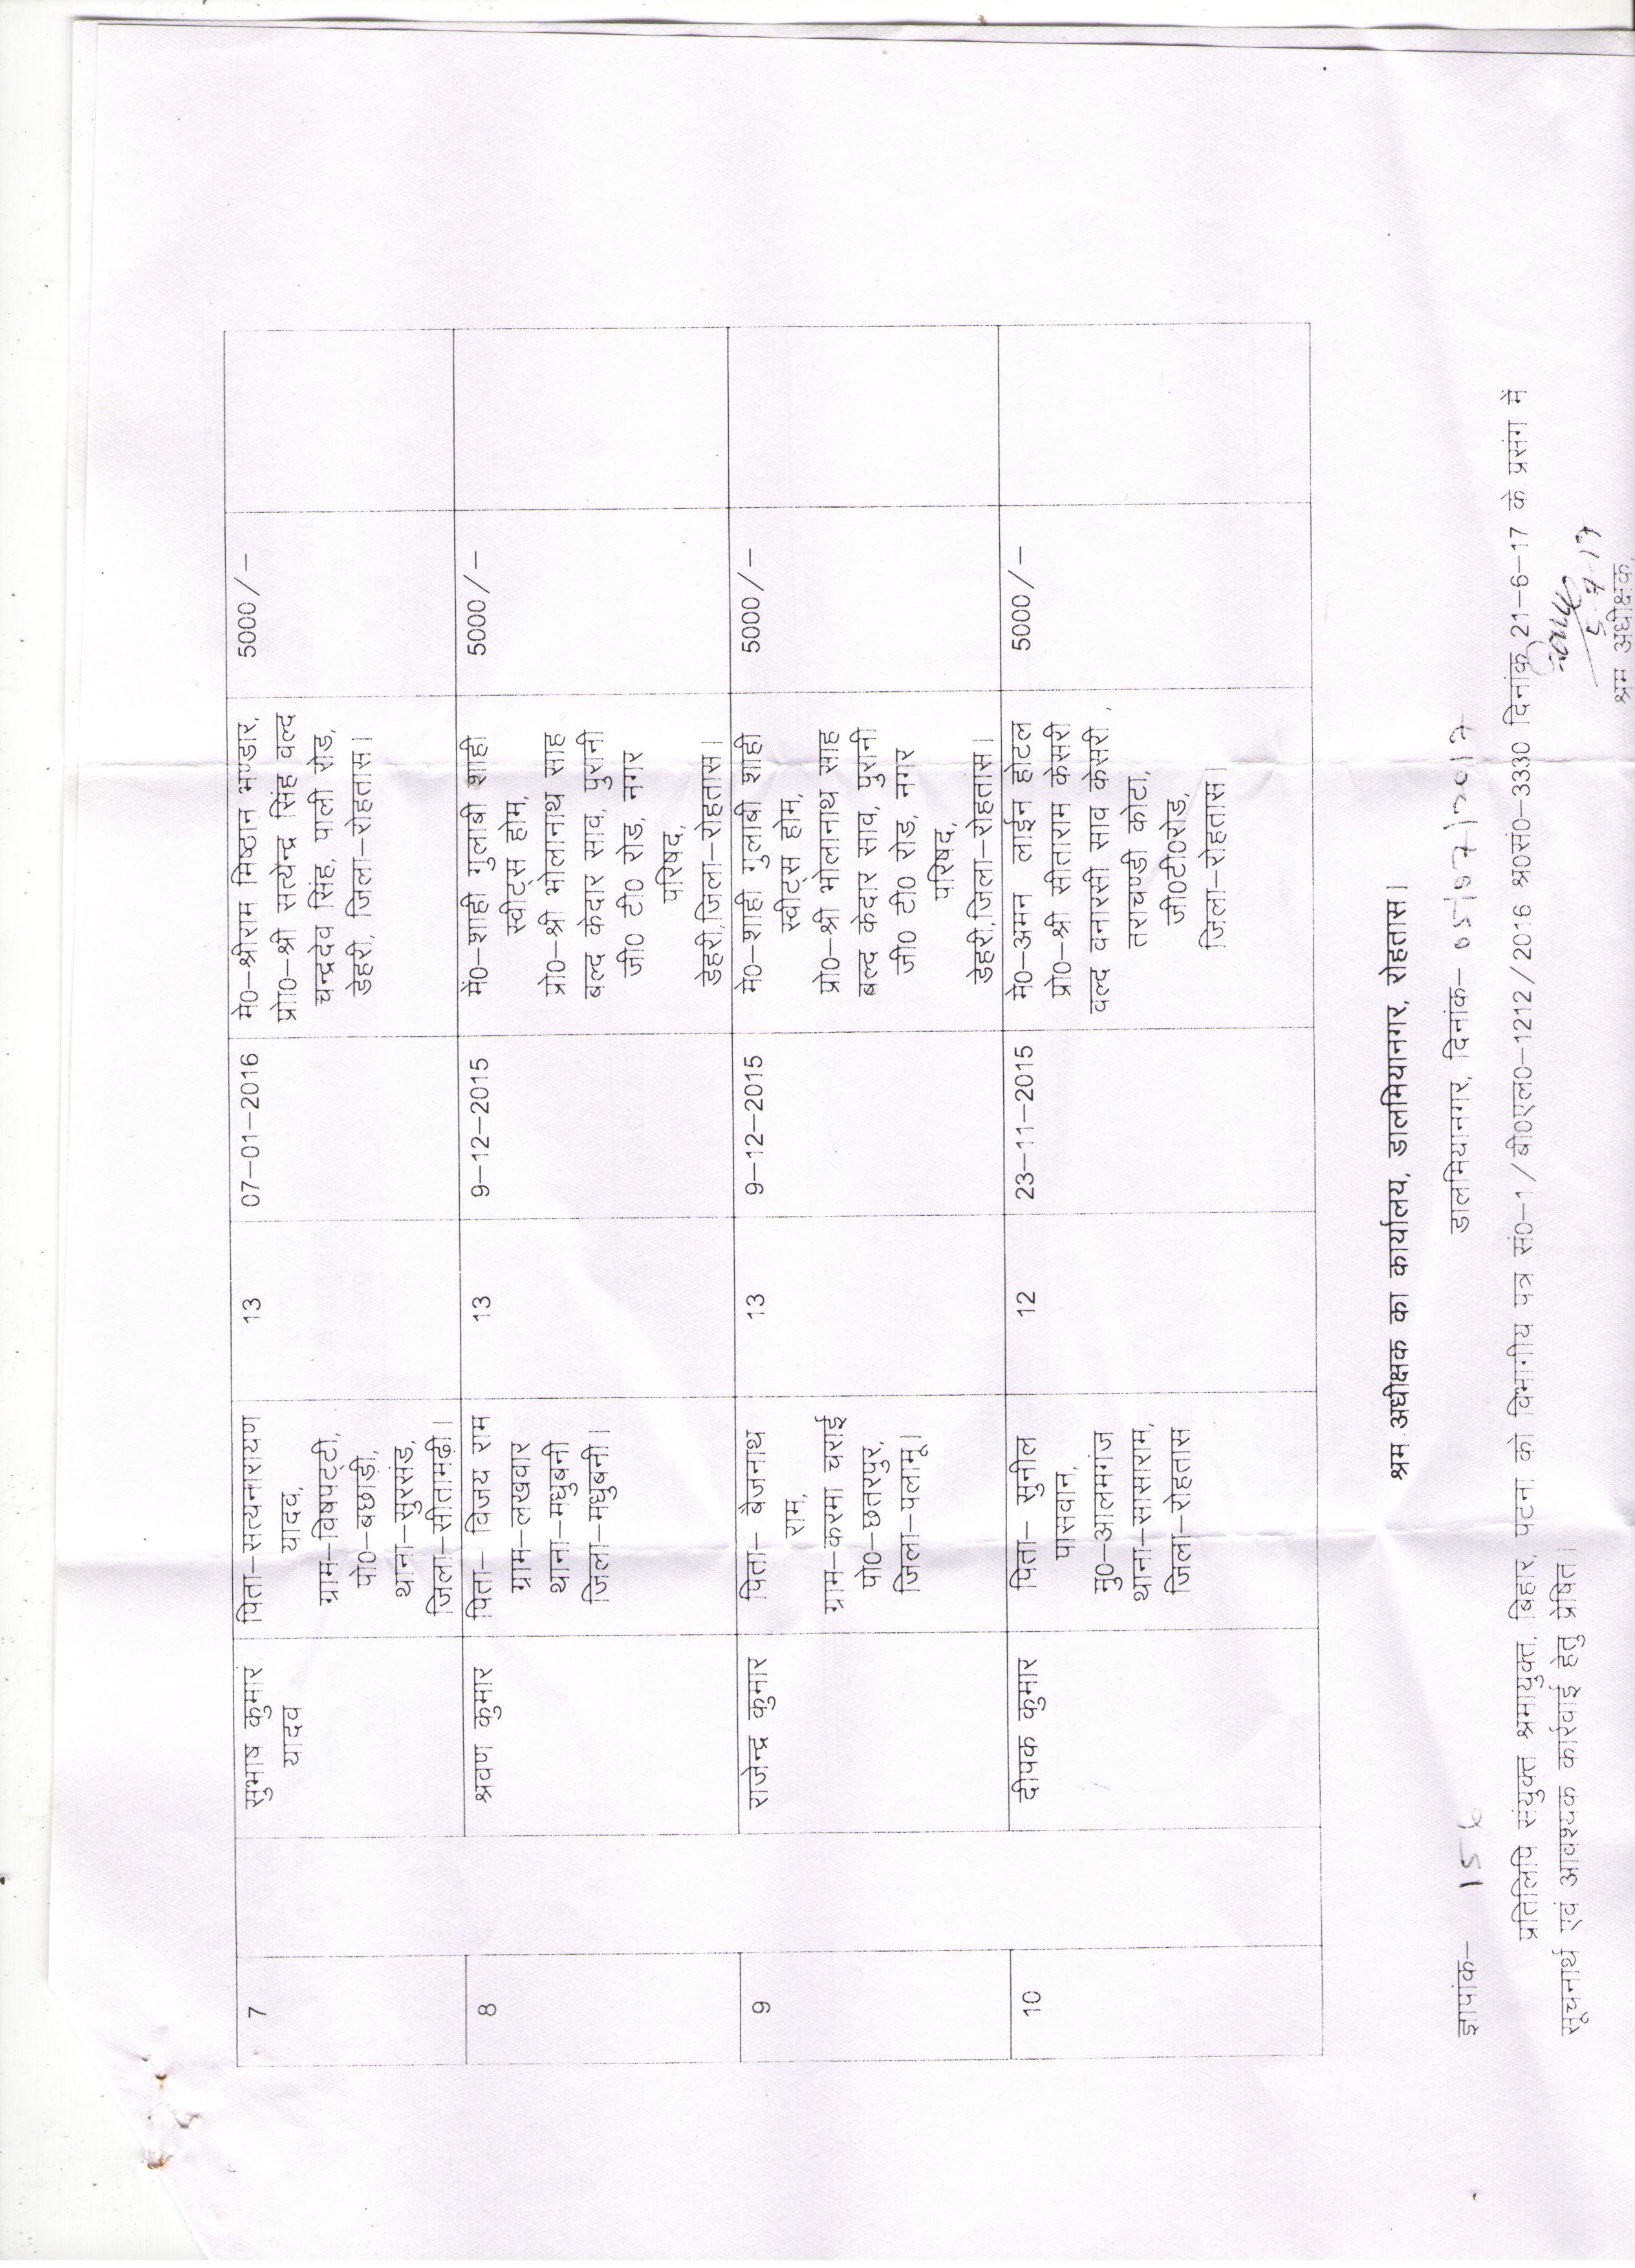 7
सुभाष कुमार
यादव
पिता–सत्यनारायण
यादव,
ग्राम–विषपट्टी,
पो0–बछाड़ी,
थाना–सुरसंड,
जिला–सीतामढ़ी।
13
07–01–2016
मे0–श्रीराम मिष्ठान भण्डार,
प्रो0–श्री सत्येन्द्र सिंह वल्द
चन्द्रदेव सिंह, पाली रोड,
डेहरी, जिला–रोहतास।
5000/–
8
श्रवण कुमार
पिता– विजय राम
ग्राम–लखवार
थाना–मधुबनी
जिला–मधुबनी।
13
9–12–2015
में0–शाही गुलाबी शाही
स्वीट्स होम,
प्रो0–श्री भोलानाथ साह
बल्द केदार साव, पुरानी
जी0 टी0 रोड, नगर
परिषद,
डेहरी,जिला–रोहतास।
5000/–
9
राजेन्द्र कुमार
पिता– बैजनाथ
राम,
ग्राम–करमा चराई
पो0–छतरपुर,
जिला–पलामू।
13
9–12–2015
मे0–शाही गुलाबी शाही
स्वीट्स होम,
प्रो0–श्री भोलानाथ साह
बल्द केदार साव, पुरानी
जी0 टी0 रोड, नगर
परिषद,
डेहरी,जिला–रोहतास।
5000/–
10
दीपक कुमार
पिता– सुनील
पासवान,
मु0–आलमगंज
थाना–सासाराम,
जिला–रोहतास
12
23–11–2015
मे0–अमन लाईन होटल
प्रो0–श्री सीताराम केसरी
वल्द वनारसी साव केसरी ,
तराचण्डी कोटा,
जी0टी0रोड,
जिला–रोहतास।
5000/–
श्रम अधीक्षक का कार्यालय, डालमियानगर, रोहतास।
ज्ञापांक– 156 डालमियानगर, दिनांक– 05/07/2017
प्रतिलिपि संयुक्त श्रमायुक्त, बिहार, पटना को विभागीय पत्र सं0–1/बी0एल0–1212/2016 श्र0सं0–3330 दिनांक 21–6–17 के प्रसंग में
सूचनार्थ एवं आवश्यक कार्रवाई हेतु प्रेषित।
5-7-17
श्रम अधीक्षक,